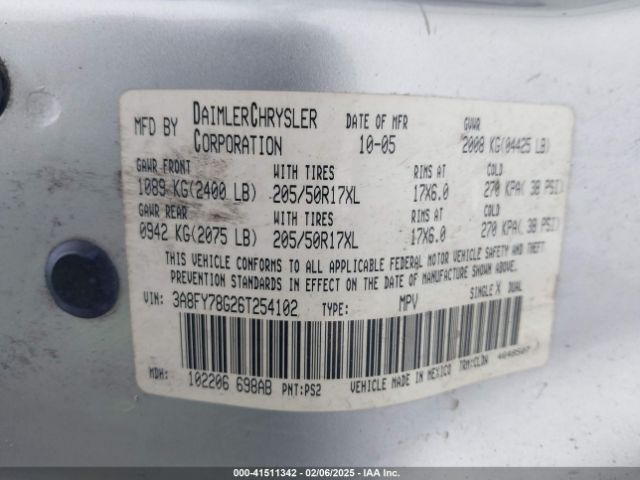 MFD BY DAIMLERCHRYSLER CORPORATION DATE OF MFR 10-05 GVWR 2008 KG(04425 LB)
GAWR FRONT WITH TIRES RIMS AT COLD
1089 KG(2400 LB) 205/50R17XL 17X6.0 270 KPA( 38 PSI)
GAWR REAR WITH TIRES RIMS AT COLD
0942 KG(2075 LB) 205/50R17XL 17X6.0 270 KPA( 38 PSI)
THIS VEHICLE CONFORMS TO ALL APPLICABLE FEDERAL MOTOR VEHICLE SAFETY AND THEFT
PREVENTION STANDARDS IN EFFECT ON THE DATE OF MANUFACTURE SHOWN ABOVE.
VIN: 3A8FY78G26T254102 TYPE: MPV SINGLE X DUAL
MDH: 102206 698AB PNT:PS2 VEHICLE MADE IN MEXICO TRM:CLDN
000-41511342 - 02/06/2025 - Copyright IAA Inc.